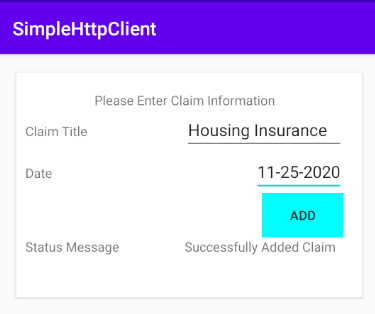 SimpleHttpClient
Please Enter Claim Information
Claim Title Housing Insurance
Date 11-25-2020
ADD
Status Message Successfully Added Claim